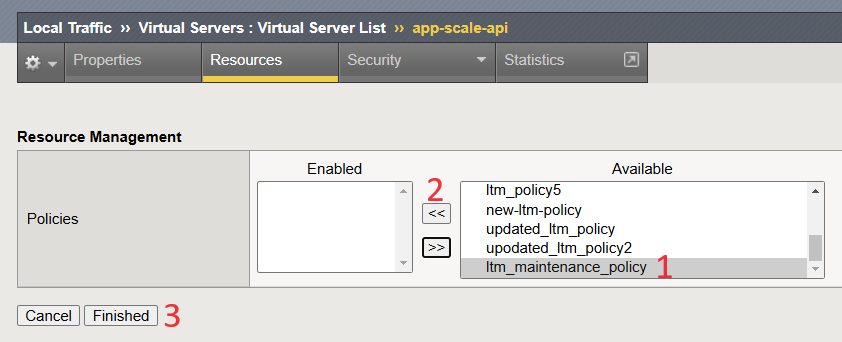 Local Traffic ›› Virtual Servers : Virtual Server List ›› app-scale-api
Properties
Resources
Security
Statistics
Resource Management
Policies
Enabled
2
<<
>>
Available
ltm_policy5
new-ltm-policy
updated_ltm_policy
upodated_ltm_policy2
ltm_maintenance_policy 1
Cancel Finished 3